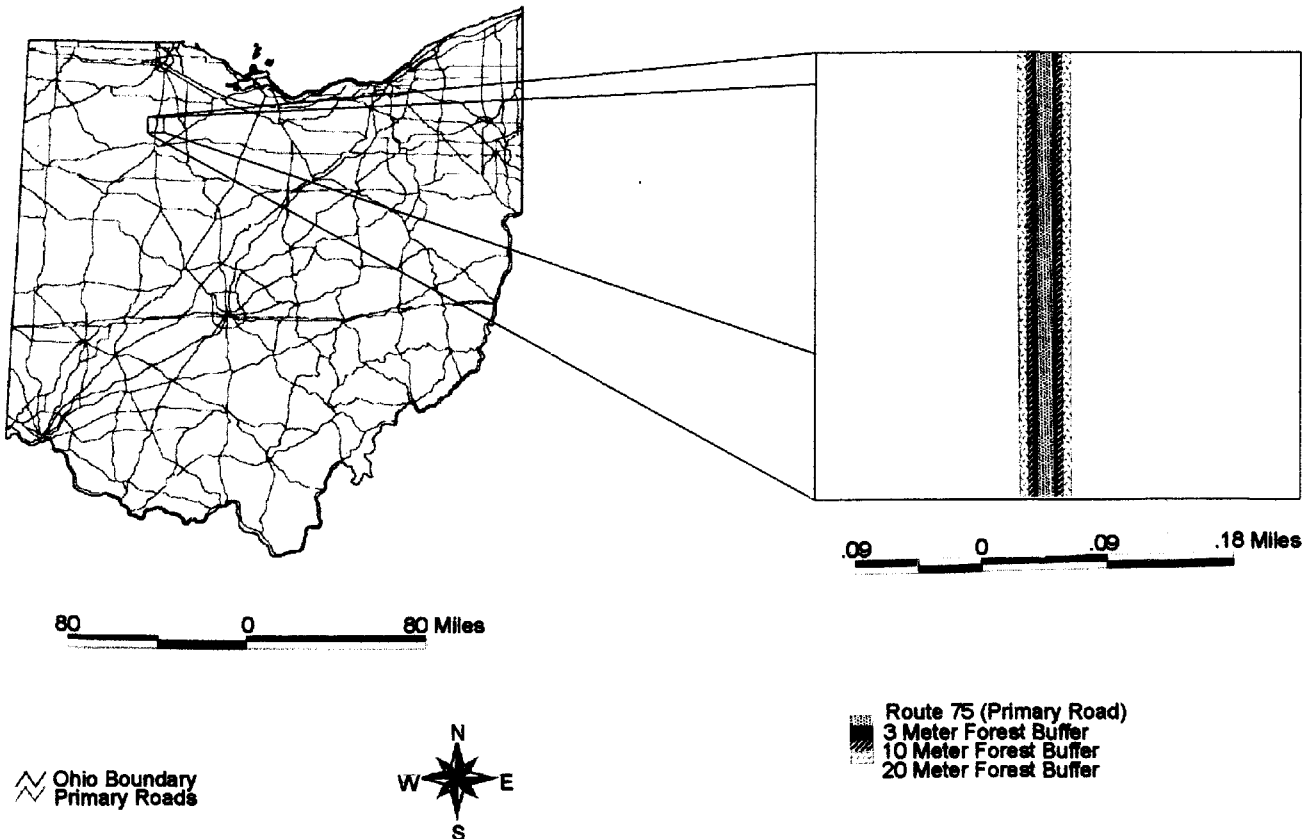 .09 0 .09 .18 Miles
80 0 80 Miles
Route 75 (Primary Road)
3 Meter Forest Buffer
10 Meter Forest Buffer
20 Meter Forest Buffer
N
W E
S
Ohio Boundary
Primary Roads